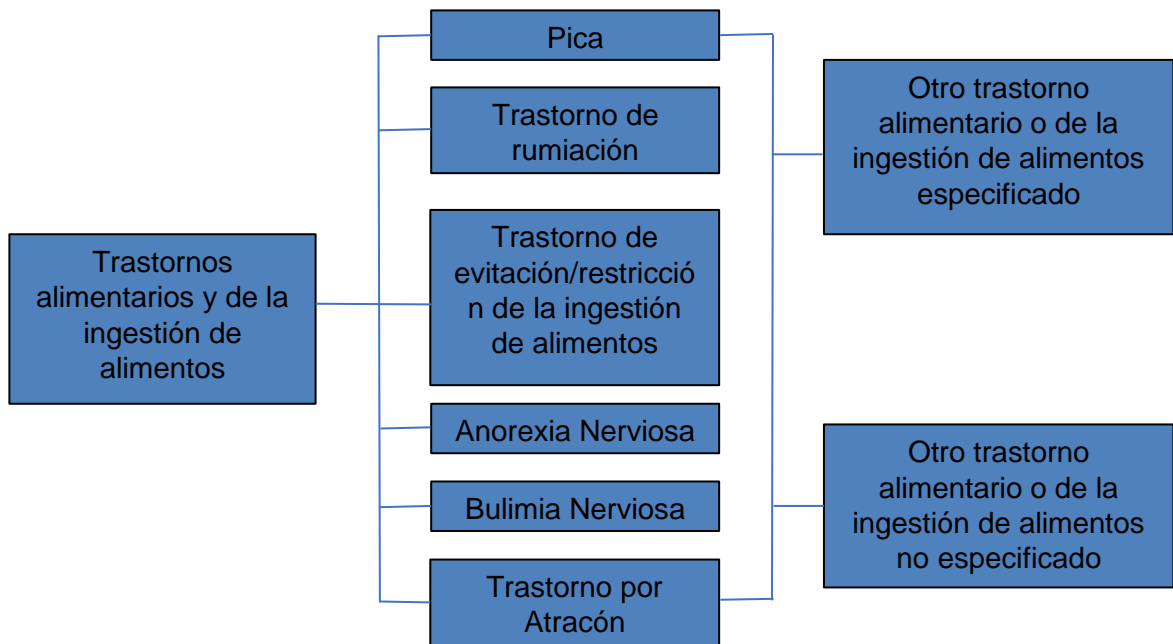 Trastornos
alimentarios y de la
ingestión de
alimentos
Pica
Trastorno de
rumiación
Trastorno de
evitación/restricció
n de la ingestión
de alimentos
Anorexia Nerviosa
Bulimia Nerviosa
Trastorno por
Atracón
Otro trastorno
alimentario o de la
ingestión de alimentos
especificado
Otro trastorno
alimentario o de la
ingestión de alimentos
no especificado